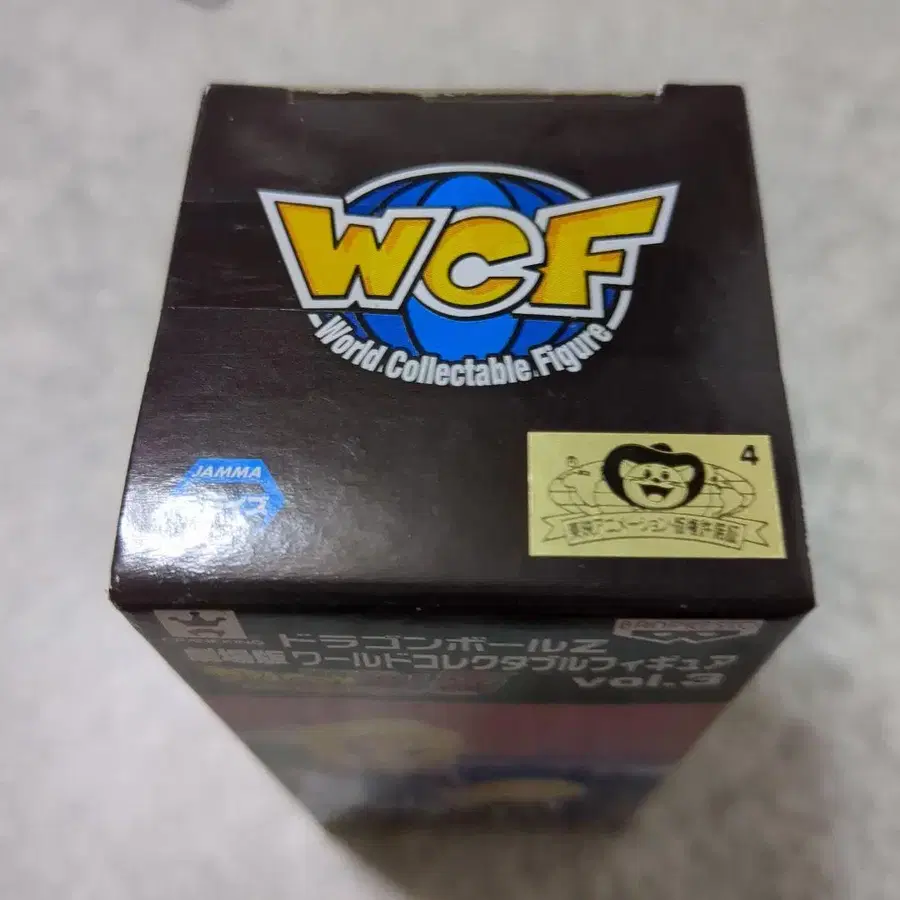 WCF
World.Collectable.Figure
JAMMA
4
東映アニメーション・版権許諾証
ドラゴンボールZ
BANPRESTO
劇場版 ワールドコレクタブルフィギュア
vol.3